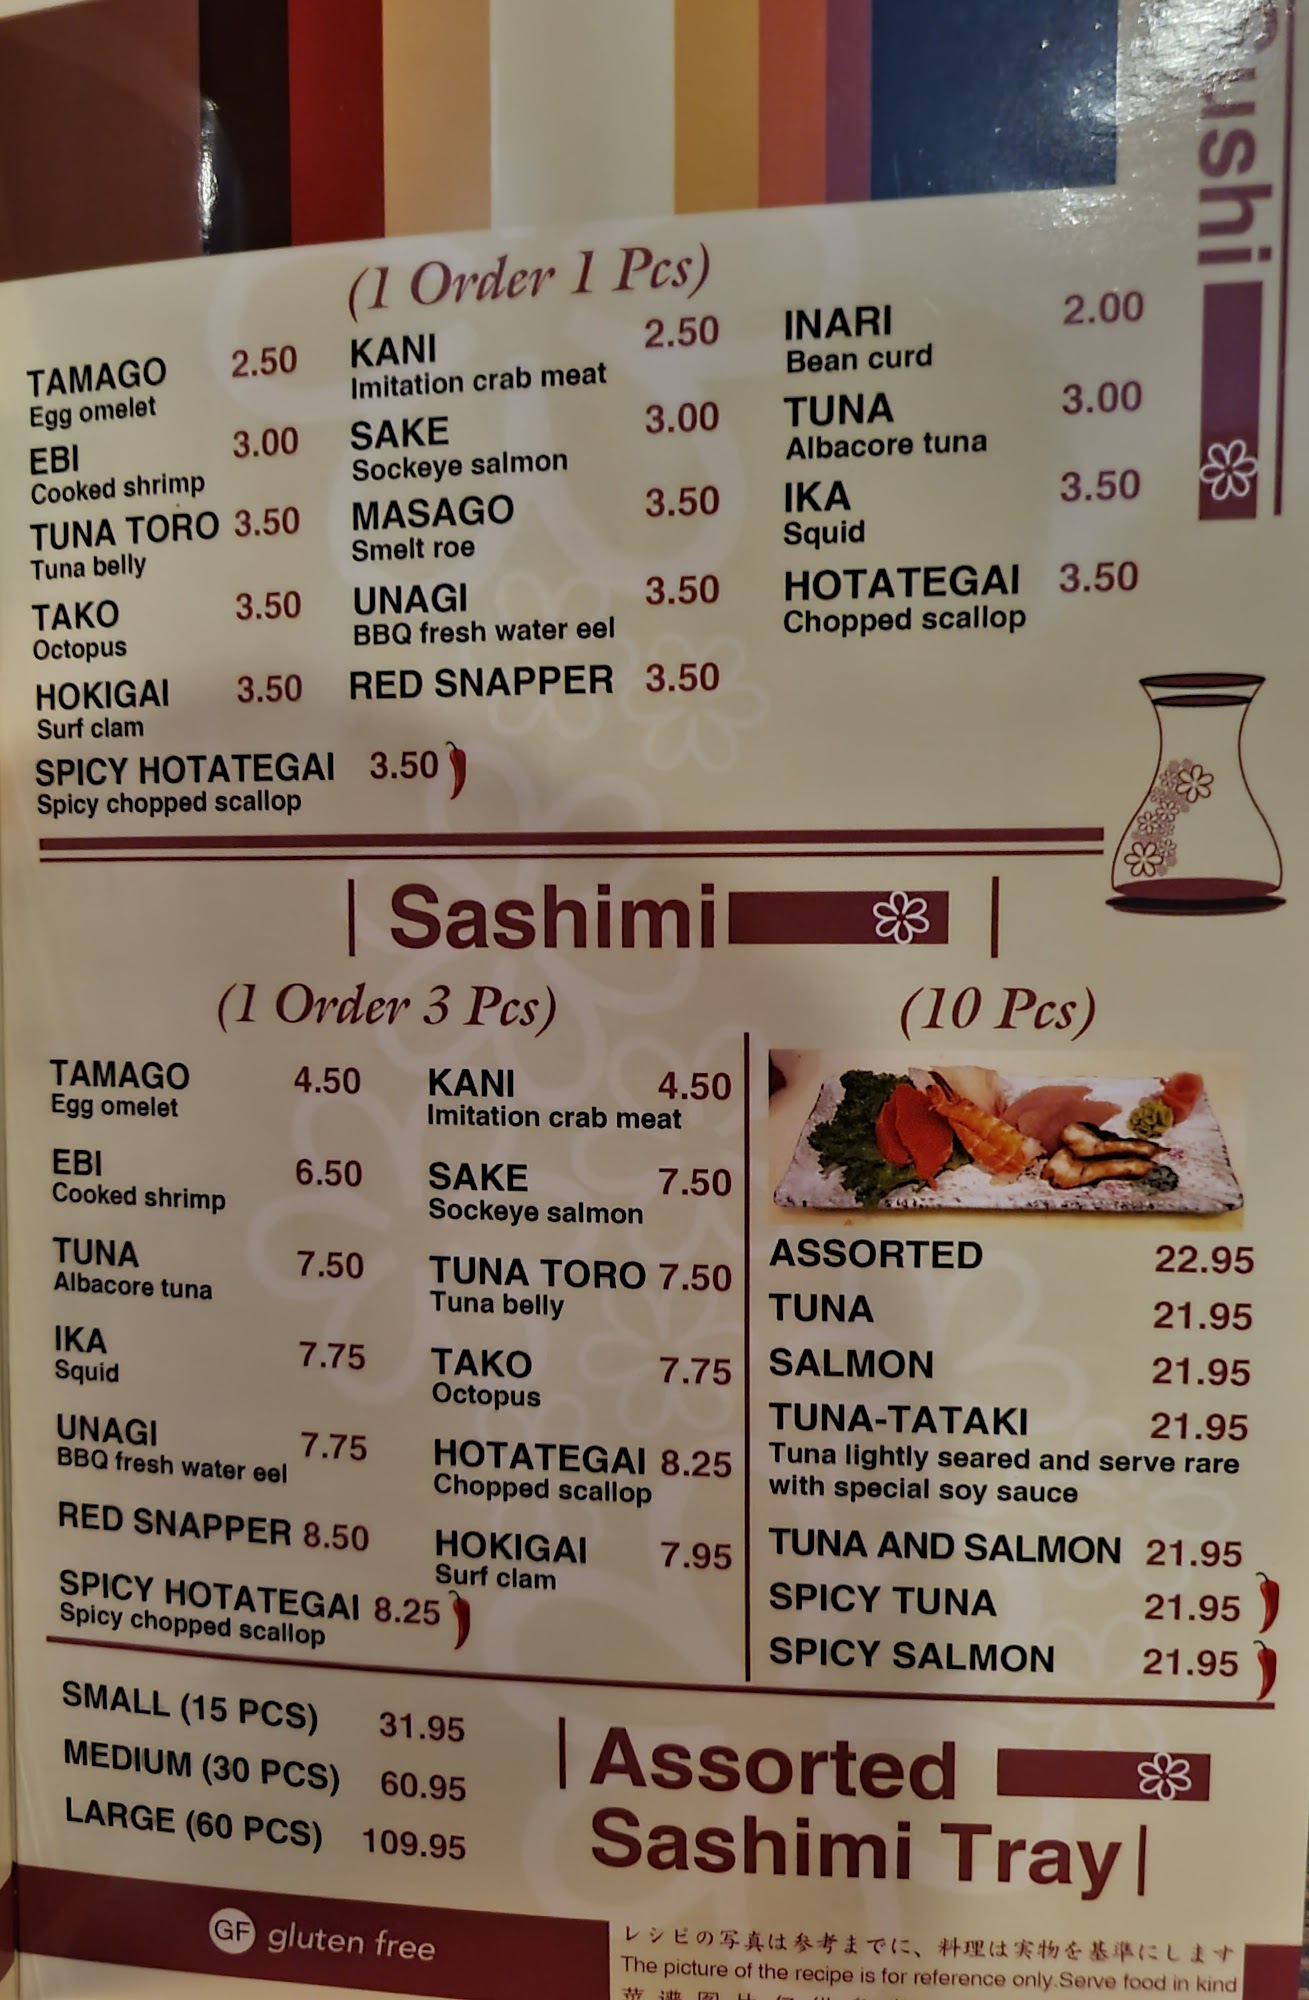 Sushi
(1 Order 1 Pcs)
TAMAGO 2.50
Egg omelet
EBI 3.00
Cooked shrimp
TUNA TORO 3.50
Tuna belly
TAKO 3.50
Octopus
HOKIGAI 3.50
Surf clam
SPICY HOTATEGAI 3.50
Spicy chopped scallop
KANI 2.50
Imitation crab meat
SAKE 3.00
Sockeye salmon
MASAGO 3.50
Smelt roe
UNAGI 3.50
BBQ fresh water eel
RED SNAPPER 3.50
INARI 2.00
Bean curd
TUNA 3.00
Albacore tuna
IKA 3.50
Squid
HOTATEGAI 3.50
Chopped scallop
Sashimi
(1 Order 3 Pcs)
TAMAGO 4.50
Egg omelet
EBI 6.50
Cooked shrimp
TUNA 7.50
Albacore tuna
IKA 7.75
Squid
UNAGI 7.75
BBQ fresh water eel
RED SNAPPER 8.50
SPICY HOTATEGAI 8.25
Spicy chopped scallop
KANI 4.50
Imitation crab meat
SAKE 7.50
Sockeye salmon
TUNA TORO 7.50
Tuna belly
TAKO 7.75
Octopus
HOTATEGAI 8.25
Chopped scallop
HOKIGAI 7.95
Surf clam
(10 Pcs)
ASSORTED 22.95
TUNA 21.95
SALMON 21.95
TUNA-TATAKI 21.95
Tuna lightly seared and serve rare
with special soy sauce
TUNA AND SALMON 21.95
SPICY TUNA 21.95
SPICY SALMON 21.95
Assorted
Sashimi Tray
SMALL (15 PCS) 31.95
MEDIUM (30 PCS) 60.95
LARGE (60 PCS) 109.95
GF gluten free
レシピの写真は参考までに、料理は実物を基準にします
The picture of the recipe is for reference only.Serve food in kind